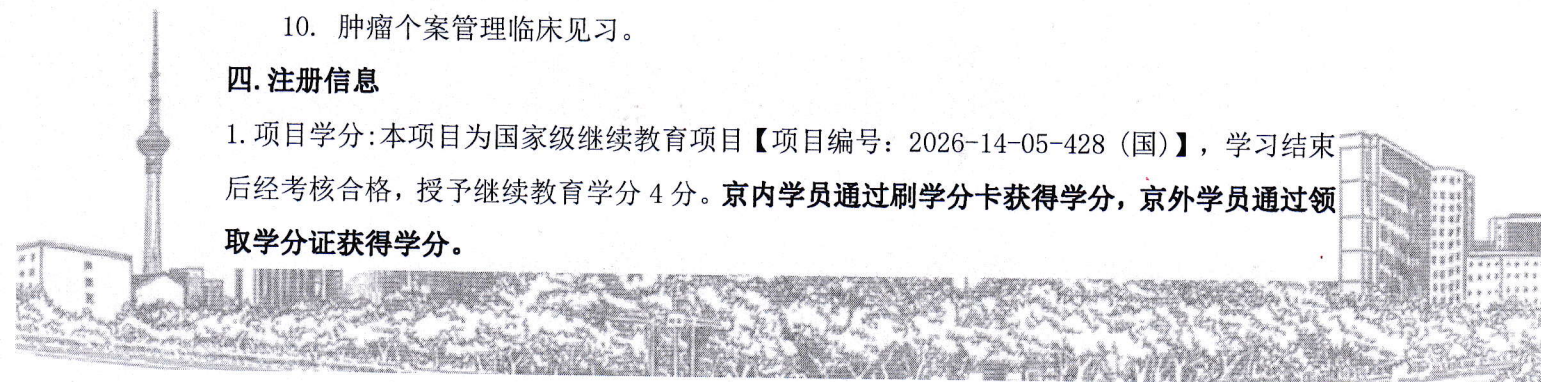 10. 肿瘤个案管理临床见习。
四.注册信息
1.项目学分:本项目为国家级继续教育项目【项目编号：2026-14-05-428（国)】，学习结束
后经考核合格，授予继续教育学分 4 分。京内学员通过刷学分卡获得学分，京外学员通过领
取学分证获得学分。